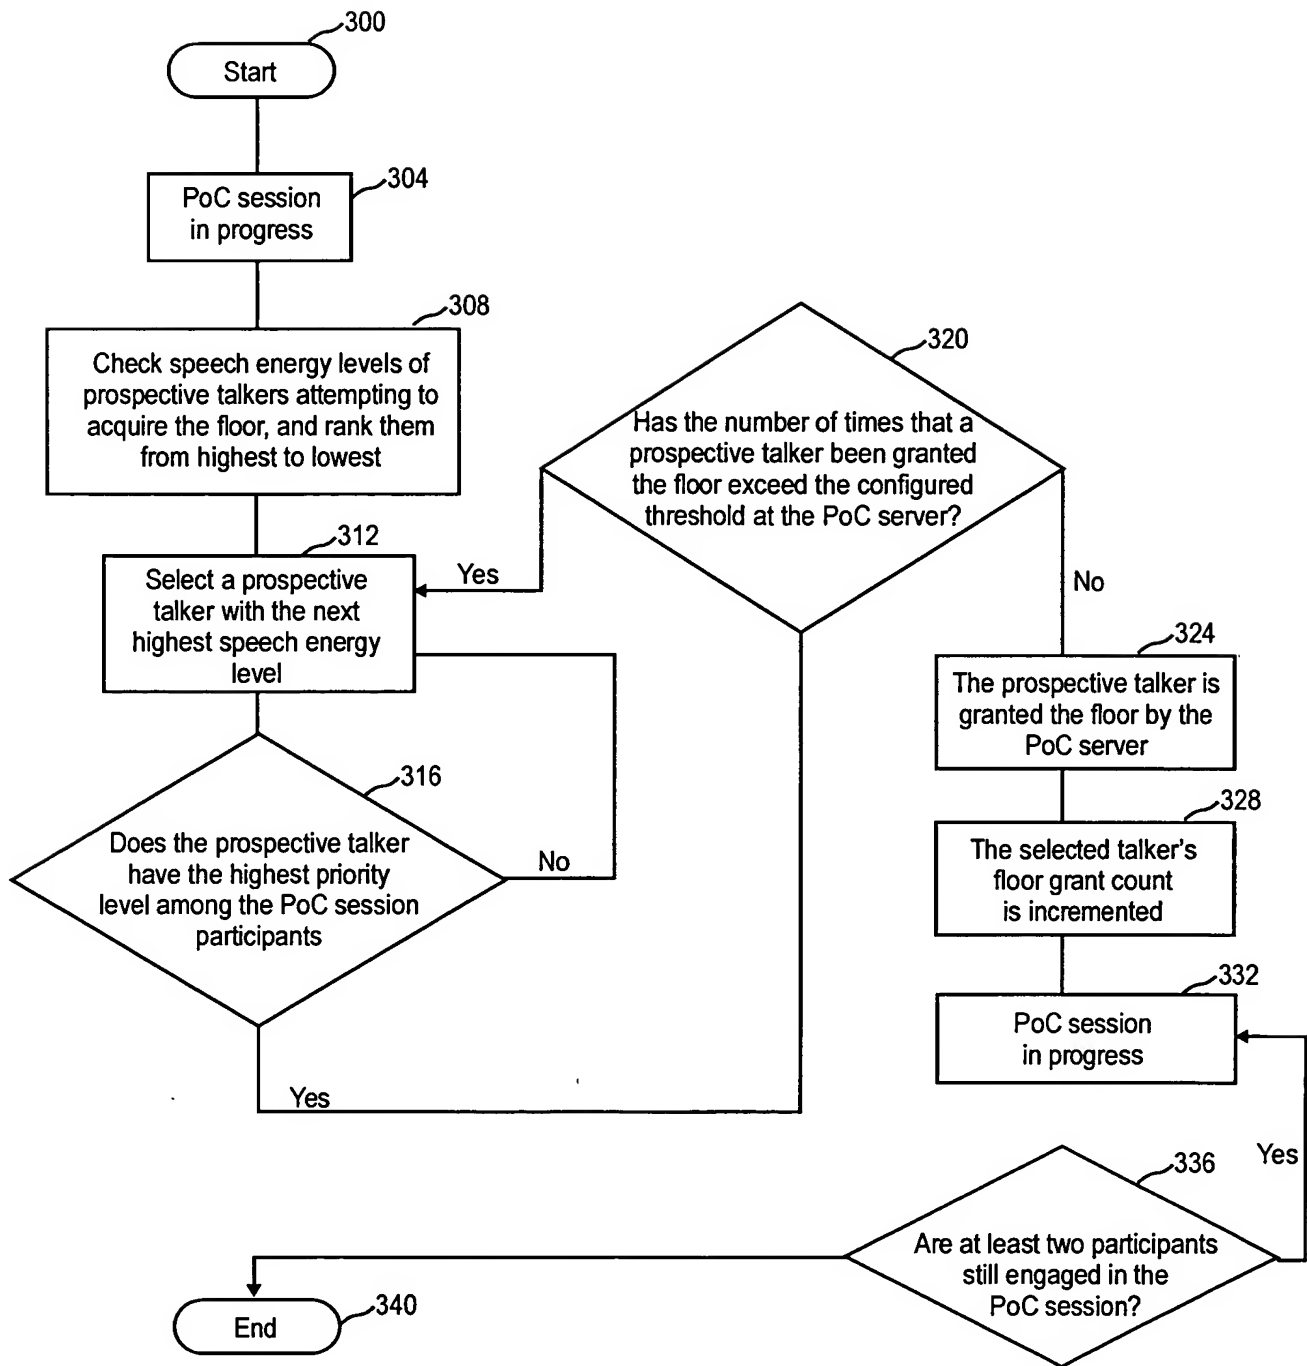 300
Start
304
PoC session
in progress
308
Check speech energy levels of
prospective talkers attempting to
acquire the floor, and rank them
from highest to lowest
312
Select a prospective
talker with the next
highest speech energy
level
316
Does the prospective talker
have the highest priority
level among the PoC session
participants
No
Yes
320
Has the number of times that a
prospective talker been granted
the floor exceed the configured
threshold at the PoC server?
Yes
No
324
The prospective talker is
granted the floor by the
PoC server
328
The selected talker's
floor grant count
is incremented
332
PoC session
in progress
336
Are at least two participants
still engaged in the
PoC session?
Yes
340
End